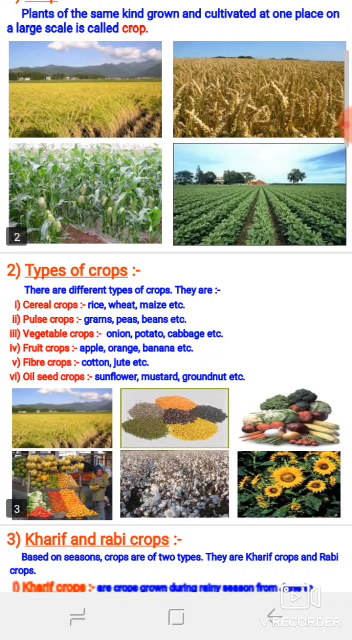 Plants of the same kind grown and cultivated at one place on
a large scale is called crop.
2
2) Types of crops :-
There are different types of crops. They are :-
i) Cereal crops :- rice, wheat, maize etc.
ii) Pulse crops :- grams, peas, beans etc.
iii) Vegetable crops :- onion, potato, cabbage etc.
iv) Fruit crops :- apple, orange, banana etc.
v) Fibre crops :- cotton, jute etc.
vi) Oil seed crops :- sunflower, mustard, groundnut etc.
3
3) Kharif and rabi crops :-
Based on seasons, crops are of two types. They are Kharif crops and Rabi
crops.
i) Kharif crops :- are crops grown during rainy season from
V RECORDER